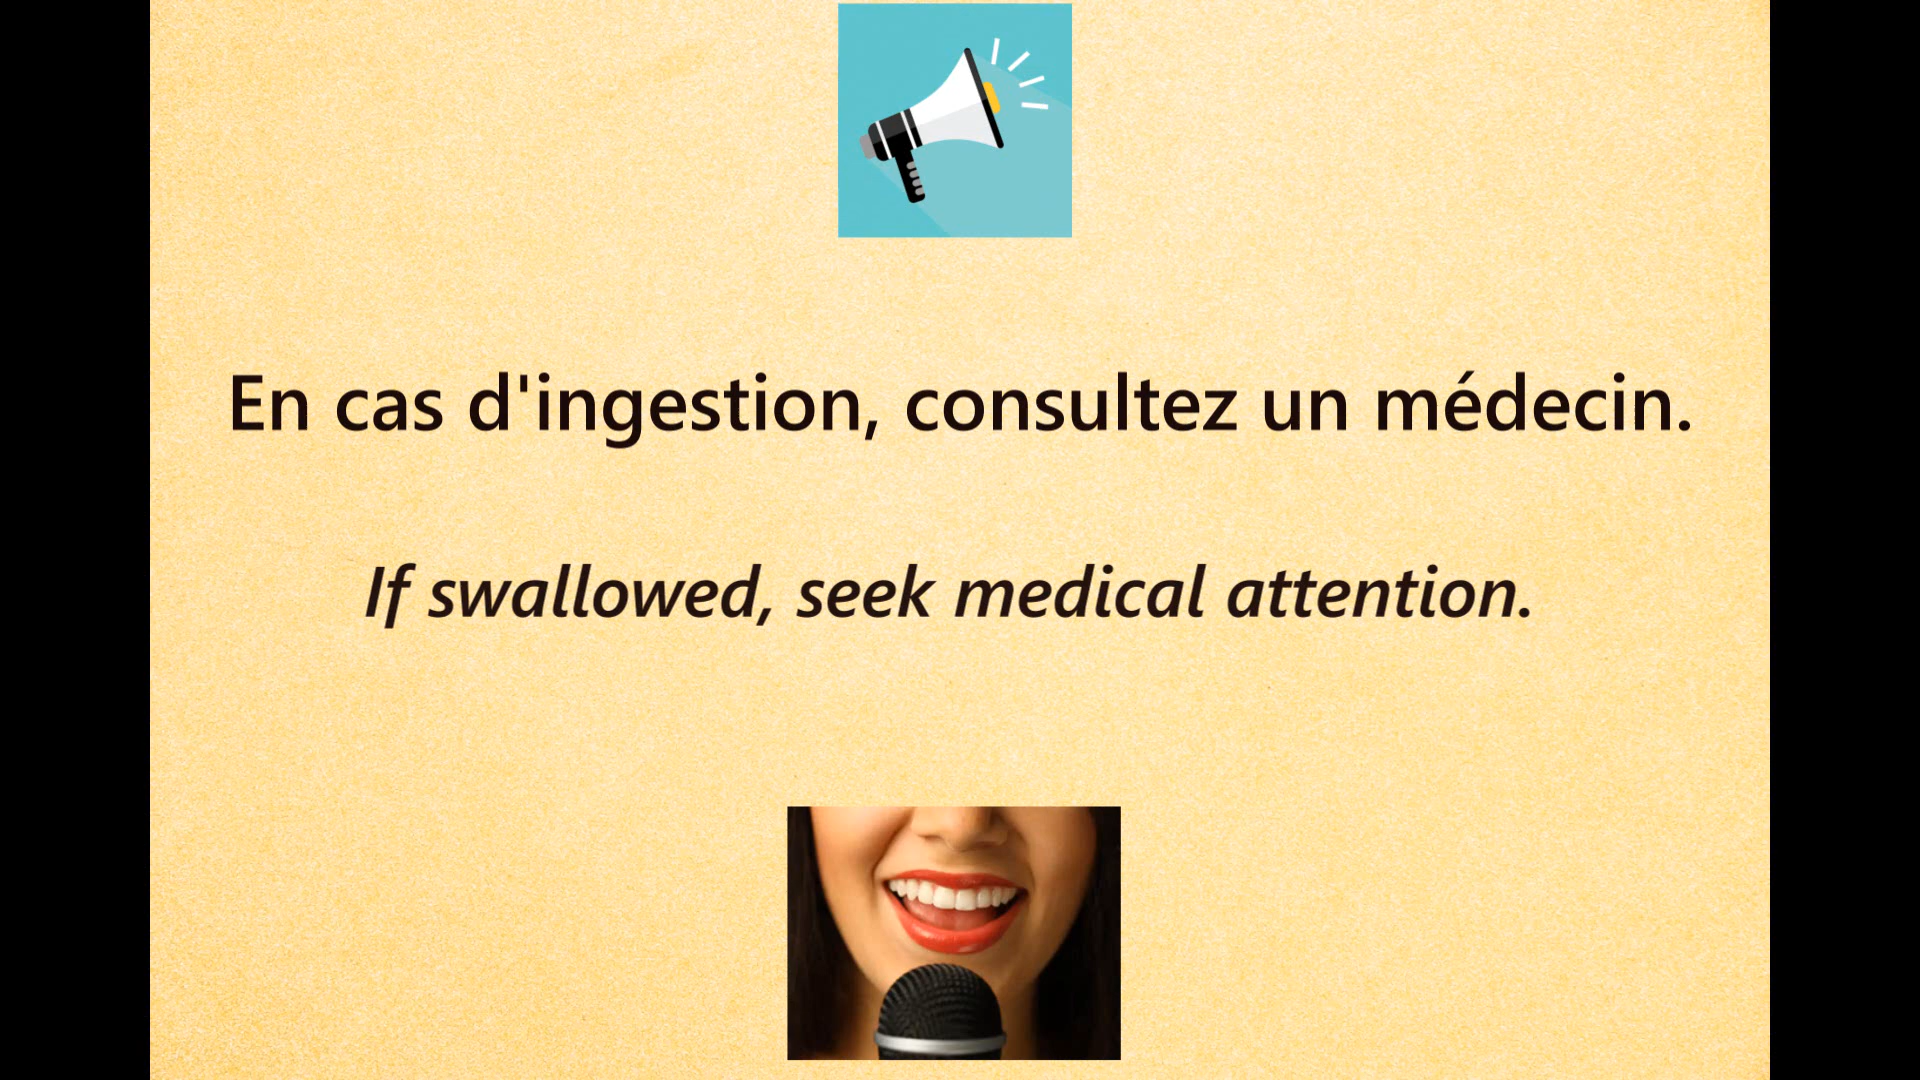 En cas d'ingestion, consultez un médecin.
If swallowed, seek medical attention.